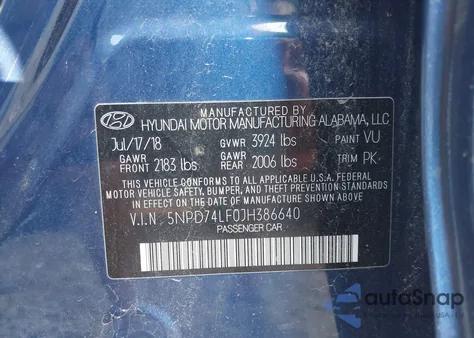 MANUFACTURED BY
HYUNDAI MOTOR MANUFACTURING ALABAMA, LLC
Jul/17/18 GVWR 3924 lbs PAINT VU
GAWR FRONT 2183 lbs GAWR REAR 2006 lbs TRIM PK
THIS VEHICLE CONFORMS TO ALL APPLICABLE U.S. FEDERAL
MOTOR VEHICLE SAFETY, BUMPER, AND THEFT PREVENTION STANDARDS
IN EFFECT ON THE DATE OF MANUFACTURE SHOWN ABOVE.
V.I.N 5NPD74LF0JH386640
PASSENGER CAR
autoSnap